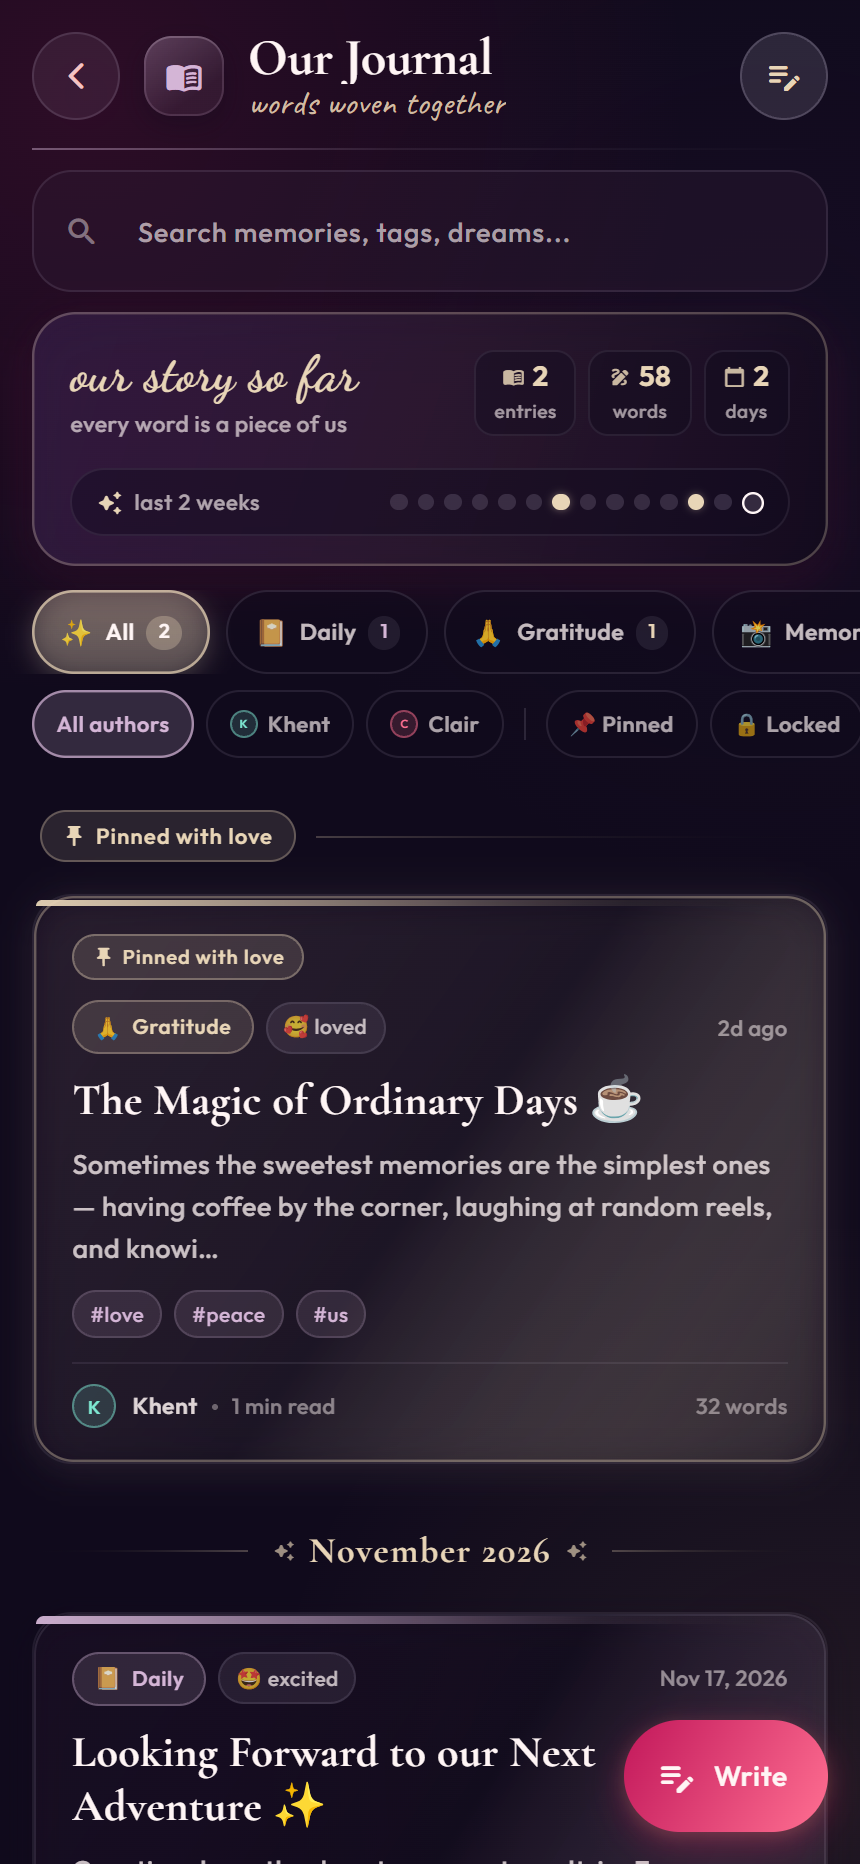 Our Journal
words woven together
Search memories, tags, dreams...
our story so far
every word is a piece of us
2
entries
58
words
2
days
last 2 weeks
All 2
Daily 1
Gratitude 1
Memor
All authors
K Khent
C Clair
Pinned
Locked
Pinned with love
Pinned with love
Gratitude
loved
2d ago
The Magic of Ordinary Days ☕
Sometimes the sweetest memories are the simplest ones
— having coffee by the corner, laughing at random reels,
and knowi...
#love #peace #us
K Khent • 1 min read
32 words
November 2026
Daily
excited
Nov 17, 2026
Looking Forward to our Next
Adventure ✨
Write